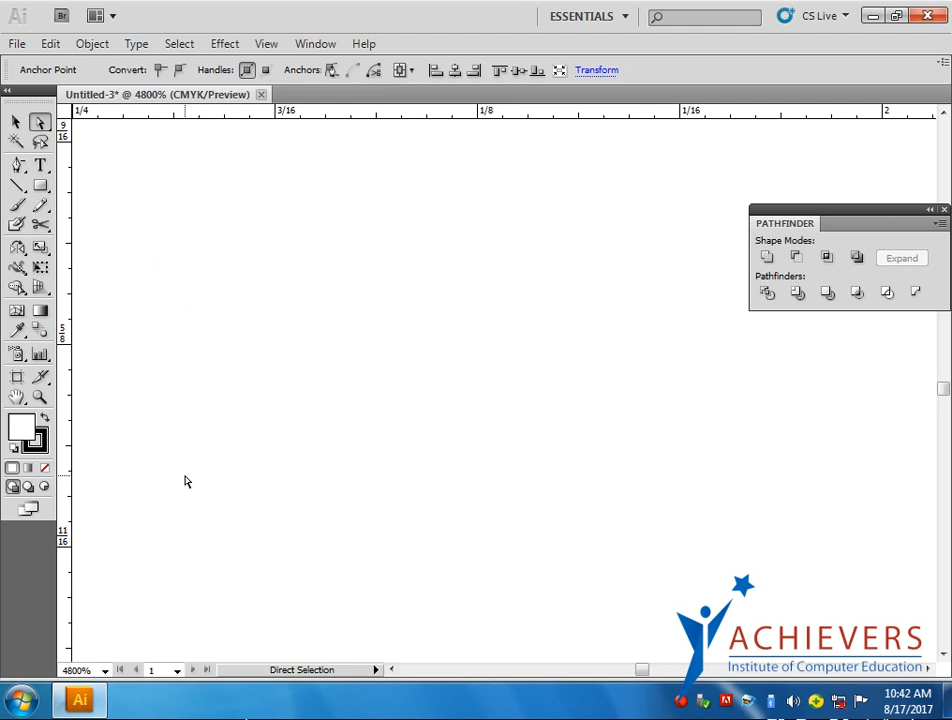 Ai Br ESSENTIALS CS Live
File Edit Object Type Select Effect View Window Help
Anchor Point Convert: Handles: Anchors: Transform
Untitled-3* @ 4800% (CMYK/Preview)
1/4 3/16 1/8 1/16 2
9
16
PATHFINDER
Shape Modes:
Expand
Pathfinders:
5
8
11
16
ACHIEVERS
Institute of Computer Education
4800% 1 Direct Selection
Ai
10:42 AM
8/17/2017